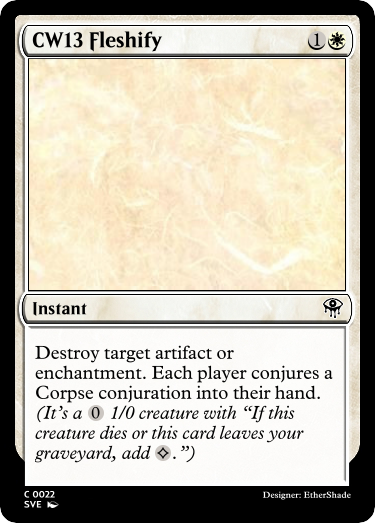 CW13 Fleshify 1
Instant
Destroy target artifact or
enchantment. Each player conjures a
Corpse conjuration into their hand.
(It's a 0 1/0 creature with “If this
creature dies or this card leaves your
graveyard, add .”)
C 0022
SVE
Designer: EtherShade